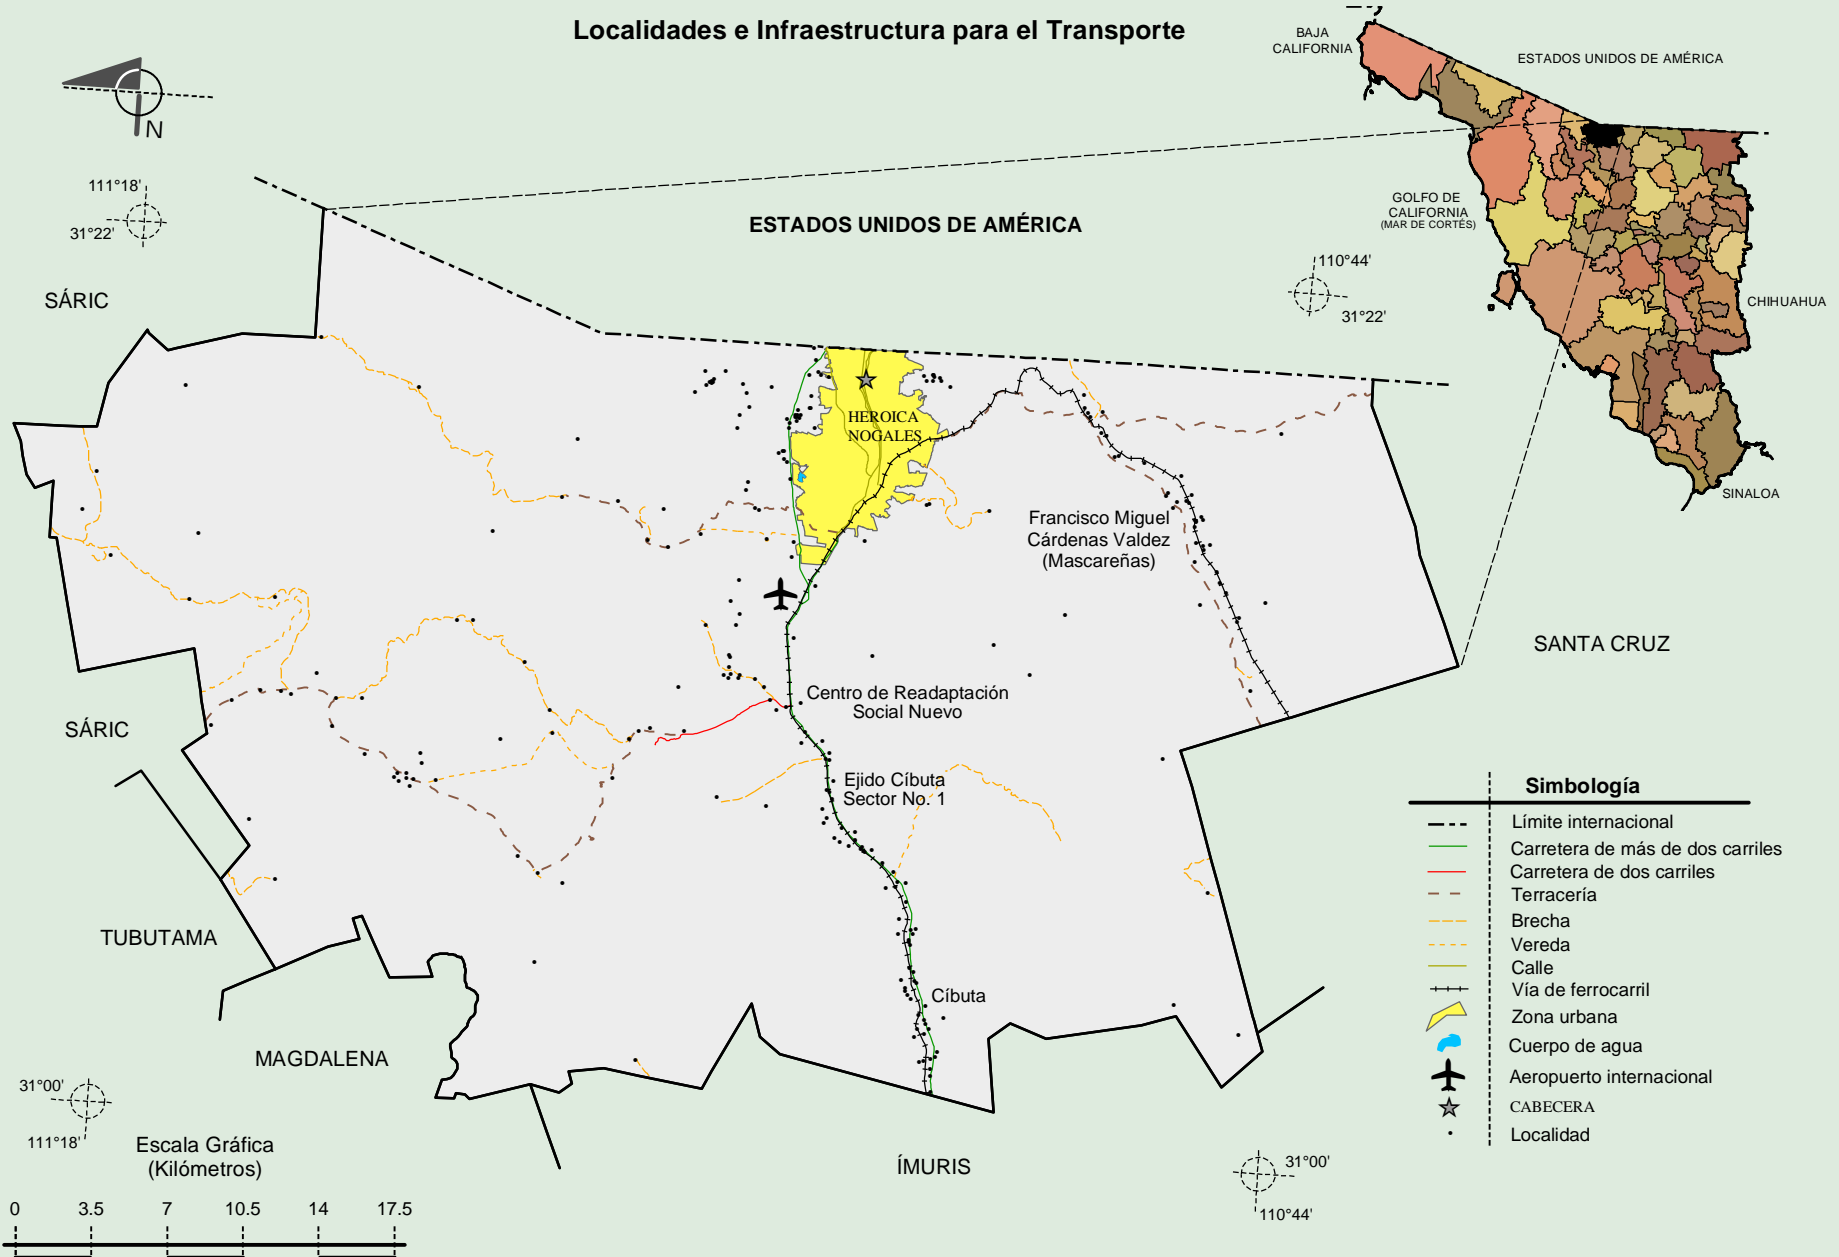 Localidades e Infraestructura para el Transporte
BAJA
CALIFORNIA
ESTADOS UNIDOS DE AMÉRICA
N
111°18'
31°22'
GOLFO DE
CALIFORNIA
(MAR DE CORTÉS)
ESTADOS UNIDOS DE AMÉRICA
110°44'
31°22'
SÁRIC
CHIHUAHUA
HEROICA
NOGALES
SINALOA
Francisco Miguel
Cárdenas Valdez
(Mascareñas)
SANTA CRUZ
Centro de Readaptación
Social Nuevo
SÁRIC
Ejido Cíbuta
Sector No. 1
Simbología
Límite internacional
Carretera de más de dos carriles
Carretera de dos carriles
Terracería
Brecha
Vereda
Calle
Vía de ferrocarril
Zona urbana
Cuerpo de agua
Aeropuerto internacional
CABECERA
Localidad
TUBUTAMA
Cíbuta
MAGDALENA
31°00'
111°18'
Escala Gráfica
(Kilómetros)
ÍMURIS
31°00'
110°44'
0 3.5 7 10.5 14 17.5